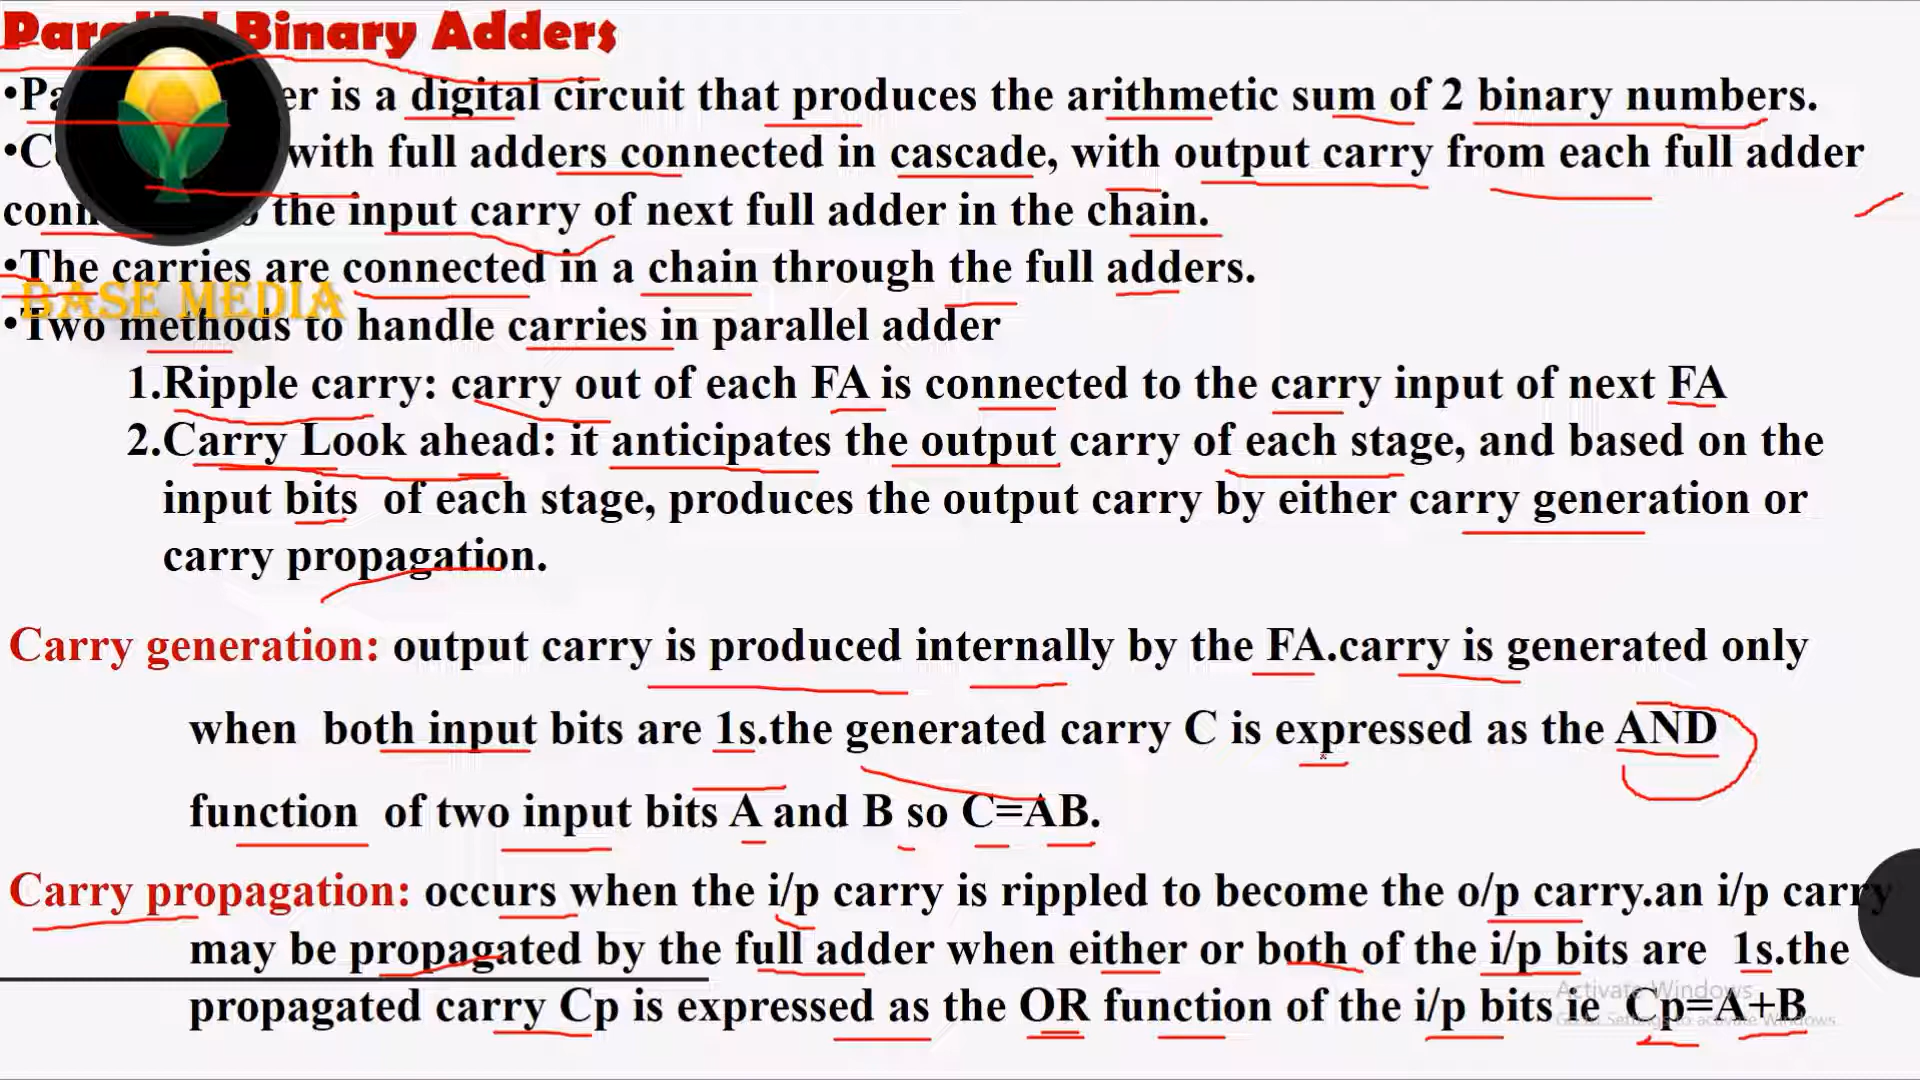 Binary Adders
er is a digital circuit that produces the arithmetic sum of 2 binary numbers.
with full adders connected in cascade, with output carry from each full adder
the input carry of next full adder in the chain.
•The carries are connected in a chain through the full adders.
BASE MEDIA
•Two methods to handle carries in parallel adder
1.Ripple carry: carry out of each FA is connected to the carry input of next FA
2.Carry Look ahead: it anticipates the output carry of each stage, and based on the
input bits of each stage, produces the output carry by either carry generation or
carry propagation.
Carry generation: output carry is produced internally by the FA.carry is generated only
when both input bits are 1s.the generated carry C is expressed as the AND
function of two input bits A and B so C=AB.
Carry propagation: occurs when the i/p carry is rippled to become the o/p carry.an i/p carry
may be propagated by the full adder when either or both of the i/p bits are 1s.the
Activate Windows
propagated carry Cp is expressed as the OR function of the i/p bits ie Cp=A+B
Go to Settings to activate Windows.